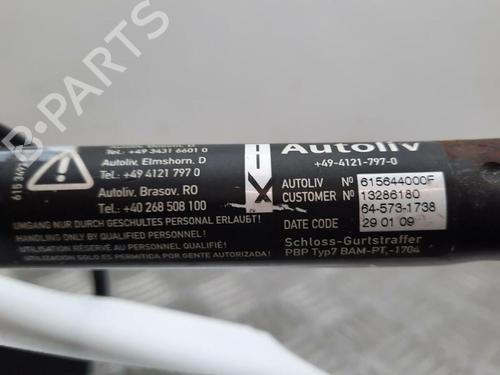 Tel.: +49 3431 6601 0
Autoliv, Elmshorn. D
Tel.: +49 4121 797 0
Autoliv, Brasov. RO
Tel.: +40 268 508 100
UMGANG NUR DURCH GESCHULTES PERSONAL ERLAUBT!
HANDLING ONLY BY QUALIFIED PERSONNEL!
UTILISATION RÉSERVÉ AU PERSONNEL QUALIFIÉ!
UTILIZACION SOLO ES PERMITIDA POR GENTE AUTORIZADA!
Autoliv
+49-4121-797-0
AUTOLIV Nº 615644000F
CUSTOMER Nº 13286180
64-573-1738
DATE CODE 29 01 09
Schloss-Gurtstraffer
PBP Typ7 BAM-PT,-1704
B-PARTS